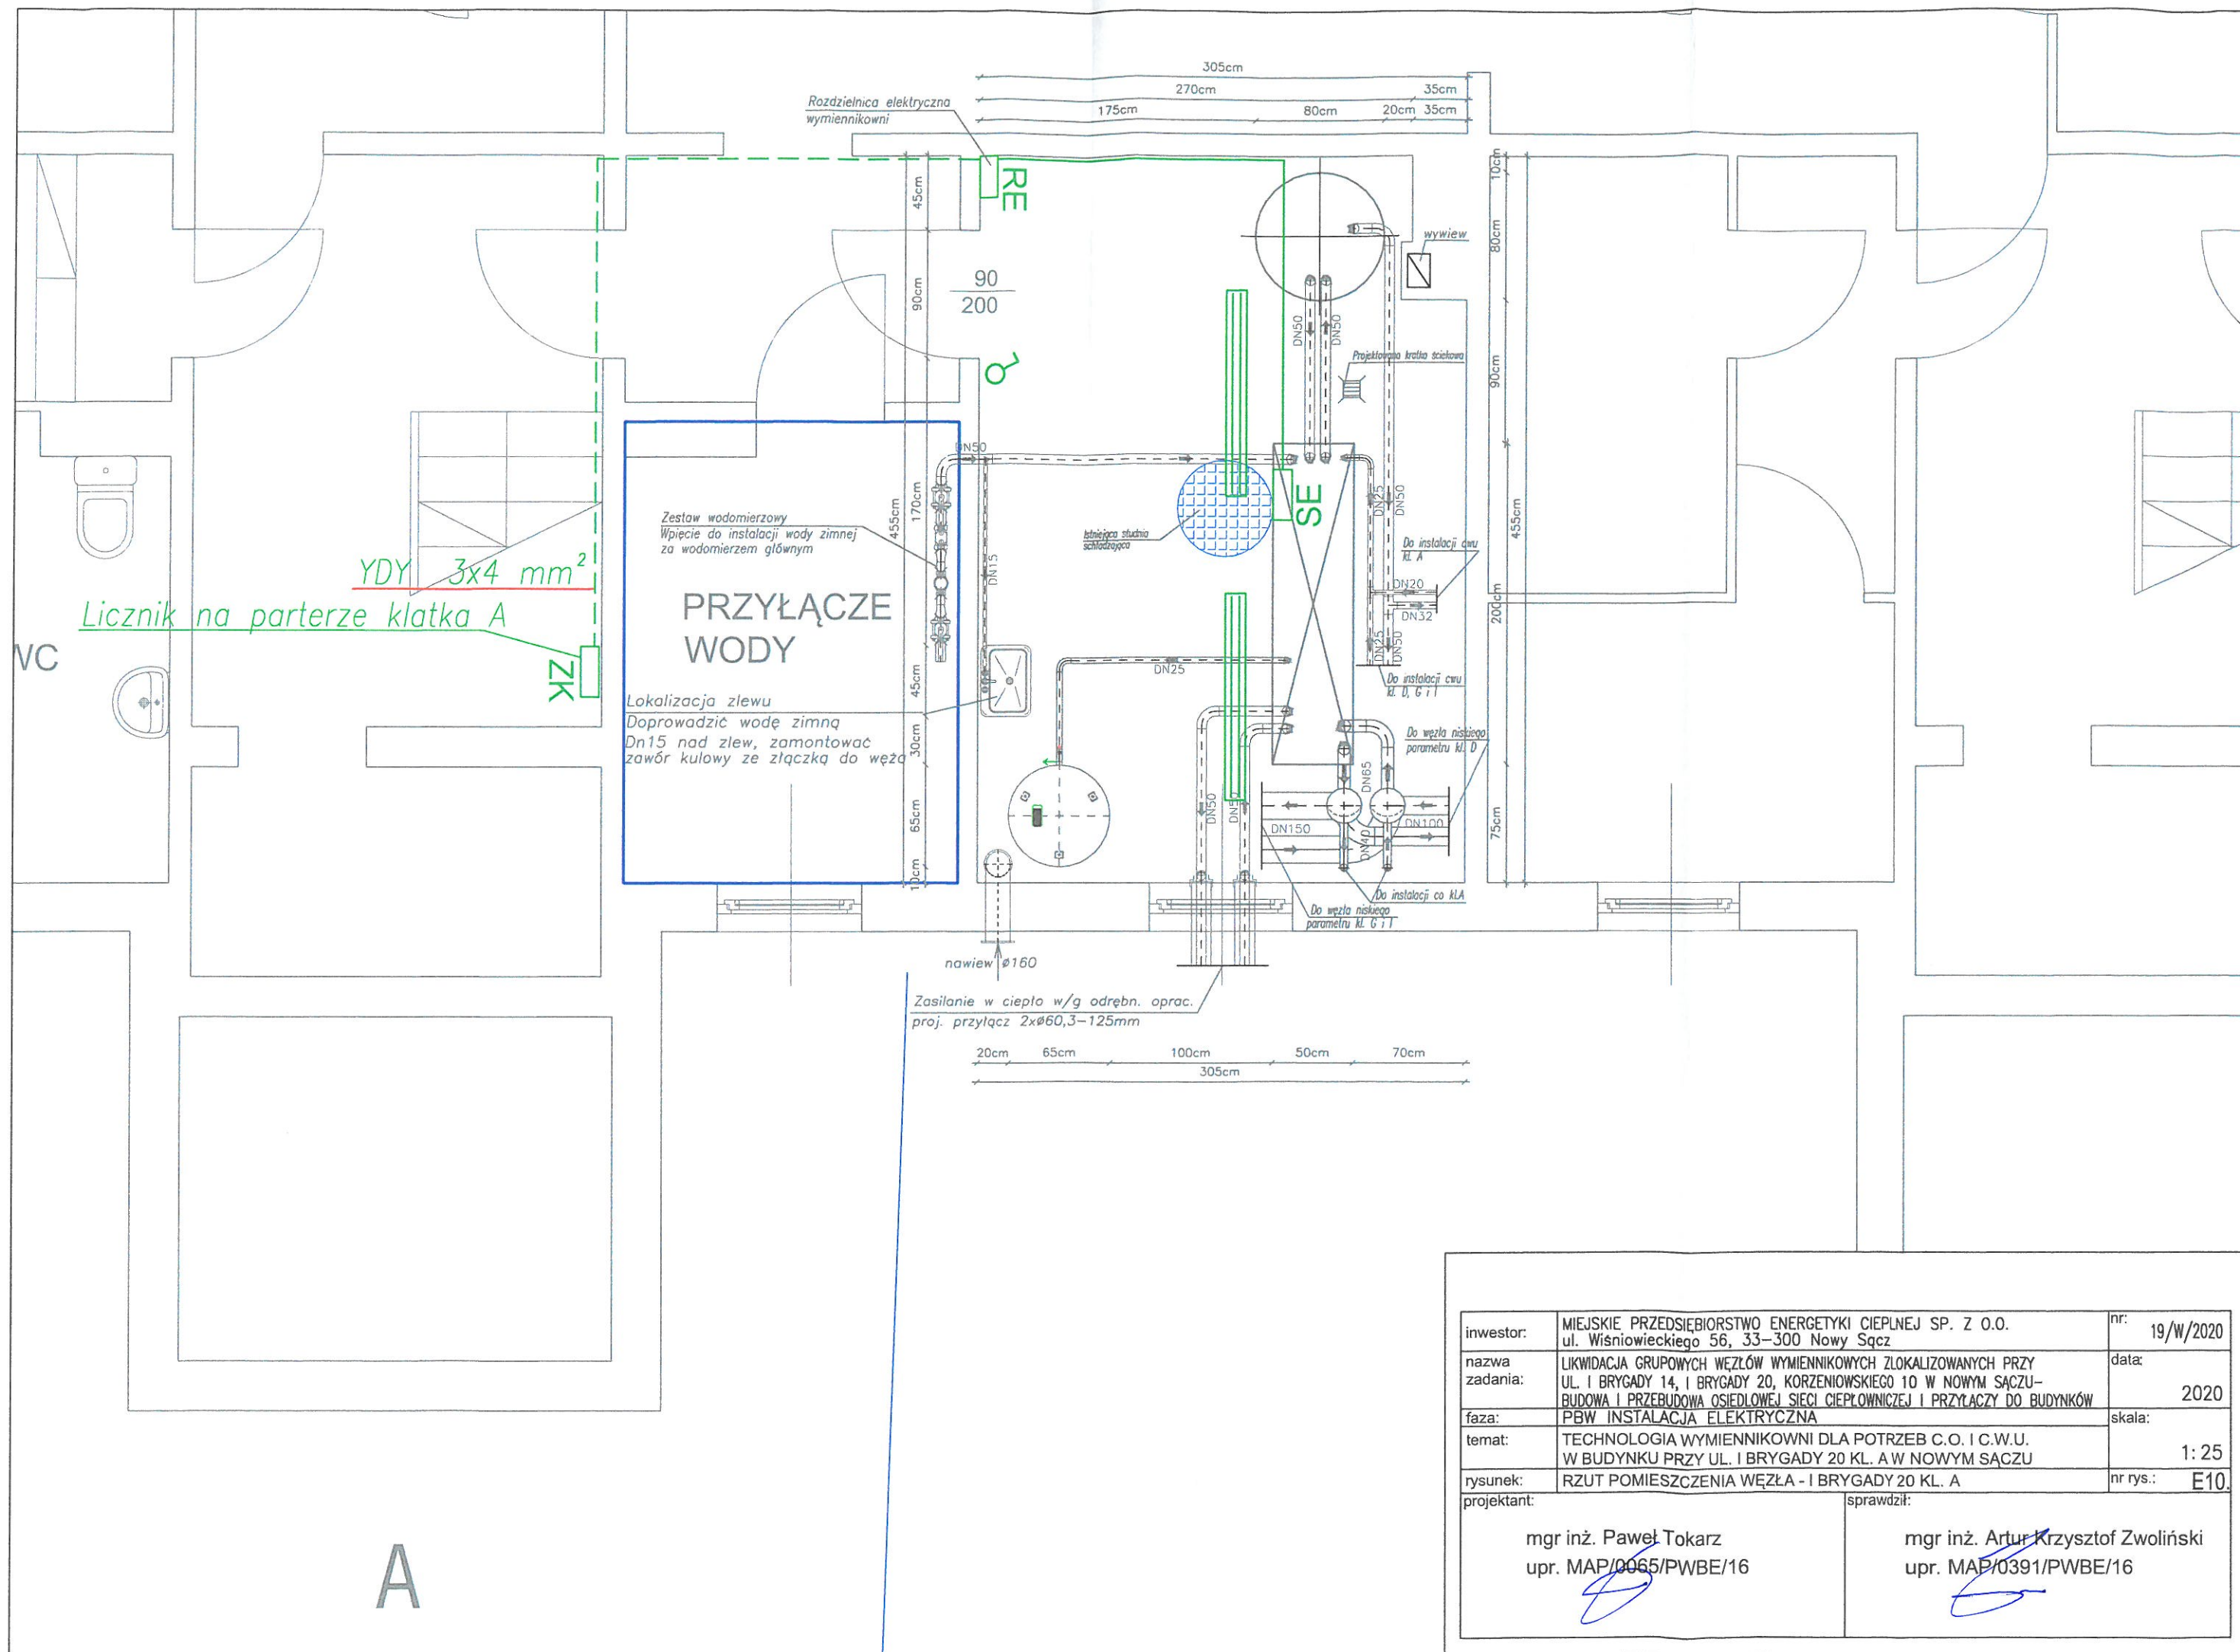 305cm
270cm
35cm
175cm
80cm
20cm
35cm
Rozdzielnica elektryczna
wymiennikowni
RE
45cm
90cm
455cm
170cm
45cm
30cm
65cm
10cm
90
200
wywiew
10cm
80cm
90cm
200cm
75cm
455cm
DN50
DN50
Projektowana kratka ściekowa
DN50
DN15
Zestaw wodomierzowy
Wpięcie do instalacji wody zimnej
za wodomierzem głównym
Istniejąca studnia
schładzająca
SE
DN25
DN50
Do instalacji cwu
kl. A
DN20
DN32
DN25
DN50
Do instalacji cwu
kl. D, G i I
YDY 3x4 mm²
Licznik na parterze klatka A
ZK
WC
PRZYŁĄCZE
WODY
Lokalizacja zlewu
Doprowadzić wodę zimną
Dn15 nad zlew, zamontować
zawór kulowy ze złączką do węża
DN25
Do węzła niskiego
parametru kl. D
DN65
DN50
DN50
DN150
DN40
DN100
Do instalacji co kl.A
Do węzła niskiego
parametru kl. G i I
nawiew ø160
Zasilanie w ciepło w/g odrębn. oprac.
proj. przyłącz 2xø60,3-125mm
20cm
65cm
100cm
50cm
70cm
305cm
A
inwestor:
MIEJSKIE PRZEDSIĘBIORSTWO ENERGETYKI CIEPLNEJ SP. Z O.O.
ul. Wiśniowieckiego 56, 33-300 Nowy Sącz
nr:
19/W/2020
nazwa
zadania:
LIKWIDACJA GRUPOWYCH WĘZŁÓW WYMIENNIKOWYCH ZLOKALIZOWANYCH PRZY
UL. I BRYGADY 14, I BRYGADY 20, KORZENIOWSKIEGO 10 W NOWYM SĄCZU-
BUDOWA I PRZEBUDOWA OSIEDLOWEJ SIECI CIEPŁOWNICZEJ I PRZYŁĄCZY DO BUDYNKÓW
data:
2020
faza:
PBW INSTALACJA ELEKTRYCZNA
skala:
1:25
temat:
TECHNOLOGIA WYMIENNIKOWNI DLA POTRZEB C.O. I C.W.U.
W BUDYNKU PRZY UL. I BRYGADY 20 KL. A W NOWYM SĄCZU
rysunek:
RZUT POMIESZCZENIA WĘZŁA - I BRYGADY 20 KL. A
nr rys.:
E10.
projektant:
mgr inż. Paweł Tokarz
upr. MAP/0065/PWBE/16
sprawdził:
mgr inż. Artur Krzysztof Zwoliński
upr. MAP/0391/PWBE/16